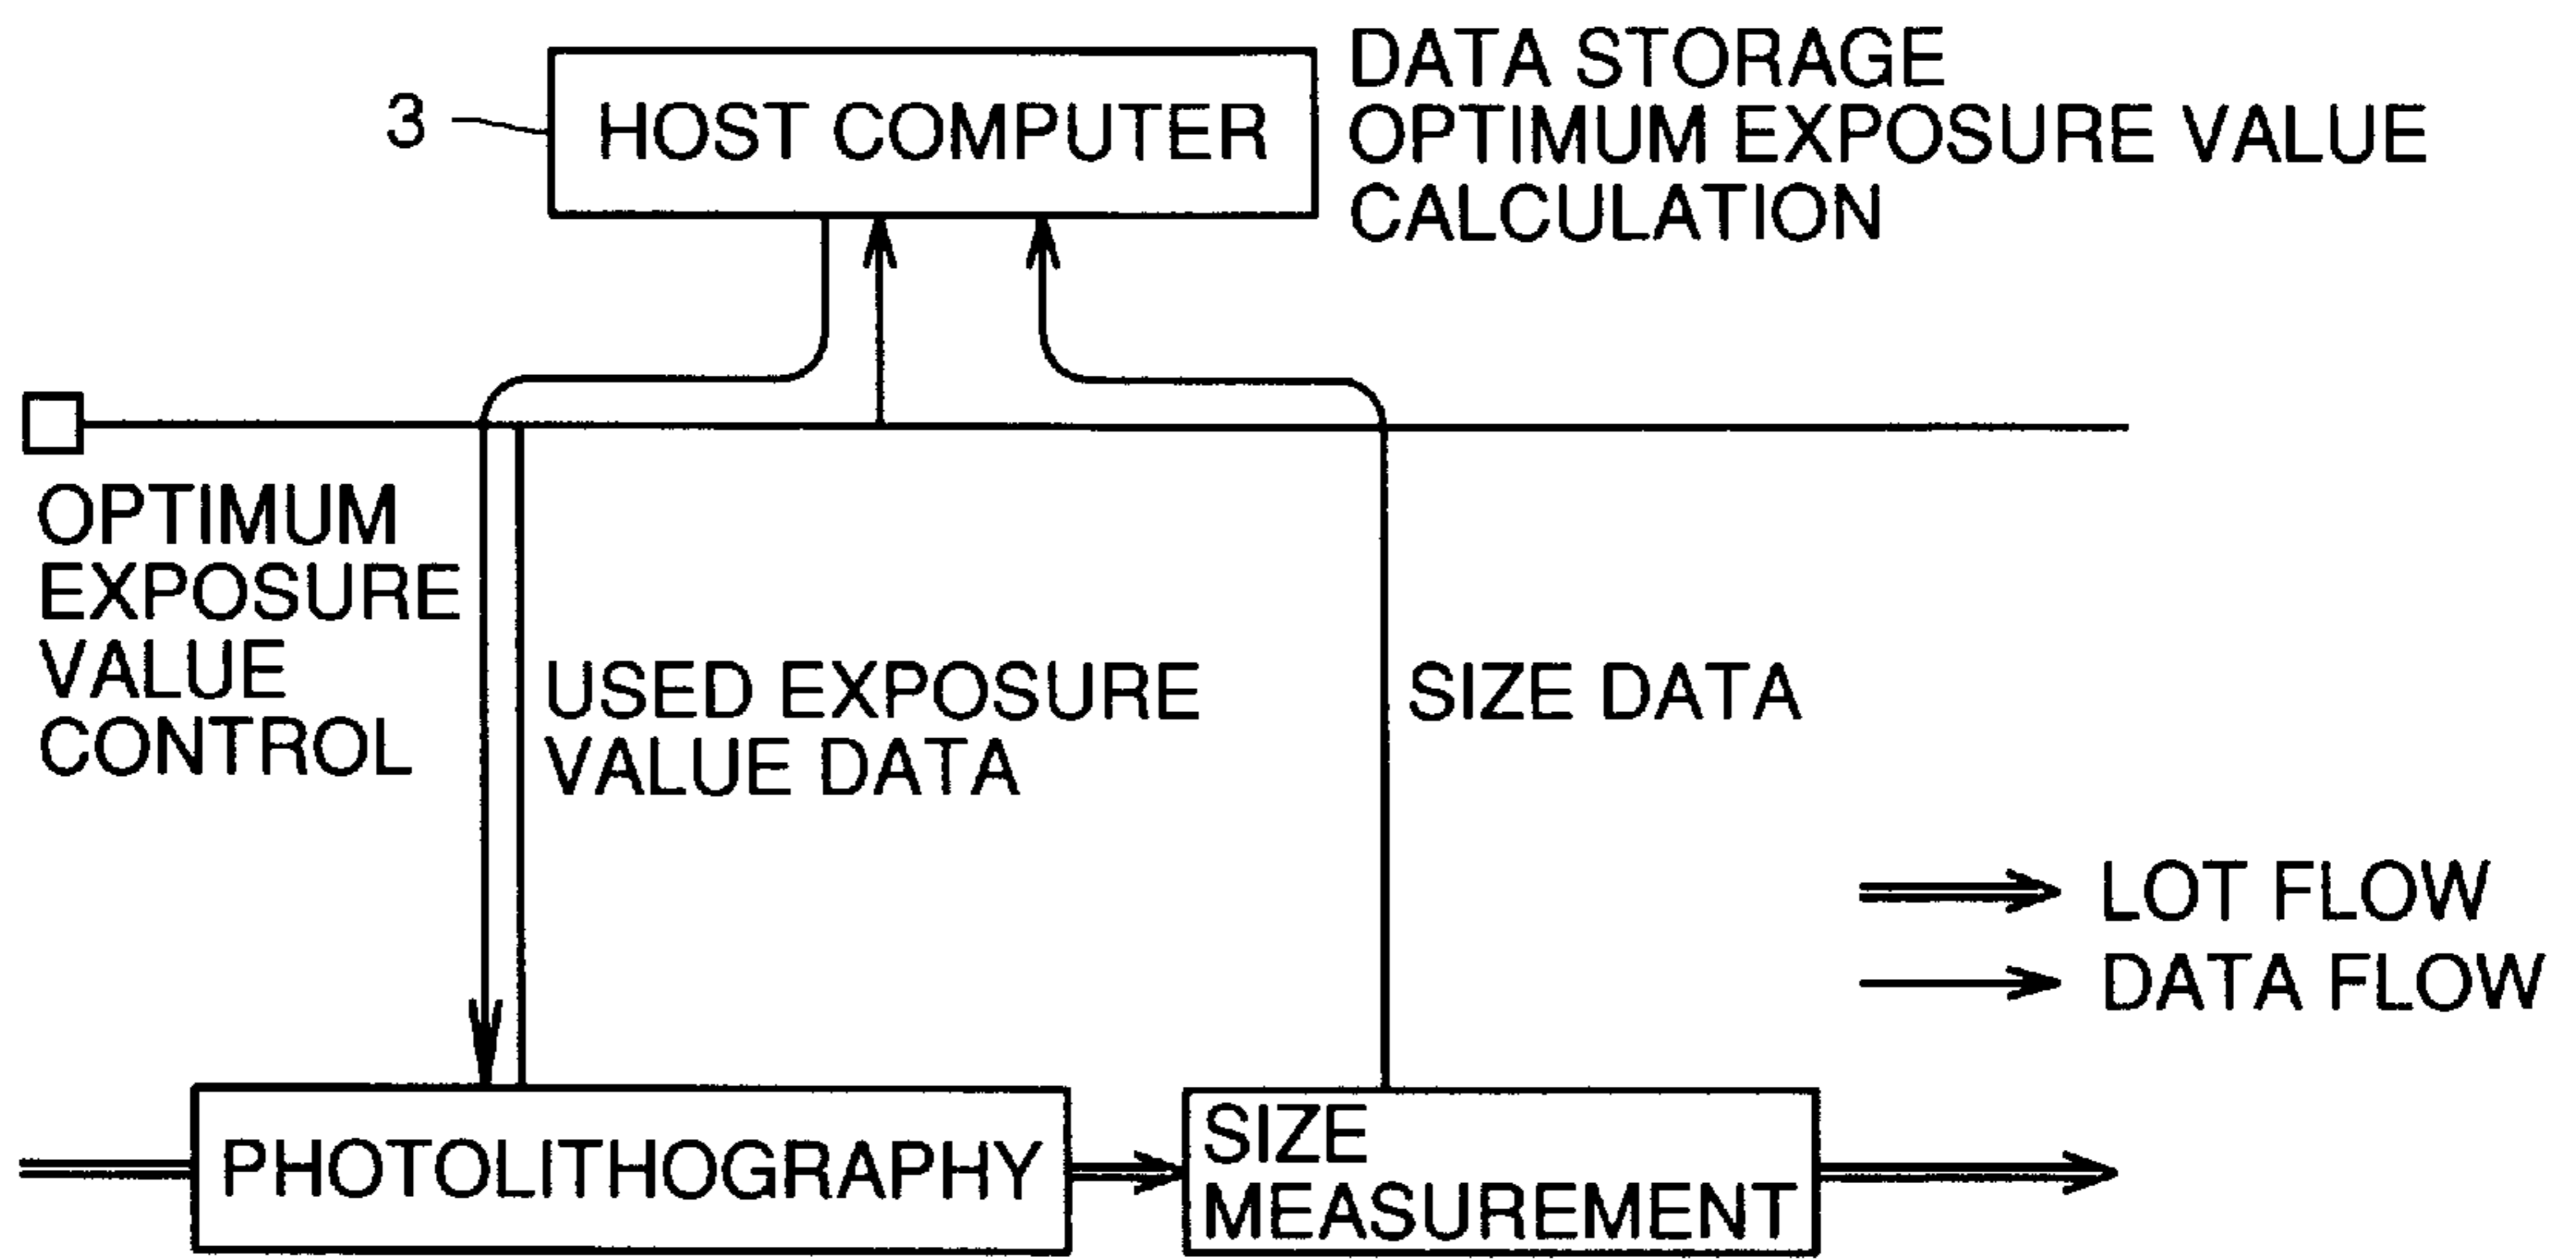 3
HOST COMPUTER
DATA STORAGE
OPTIMUM EXPOSURE VALUE
CALCULATION
OPTIMUM
EXPOSURE
VALUE
CONTROL
USED EXPOSURE
VALUE DATA
SIZE DATA
LOT FLOW
DATA FLOW
PHOTOLITHOGRAPHY
SIZE
MEASUREMENT